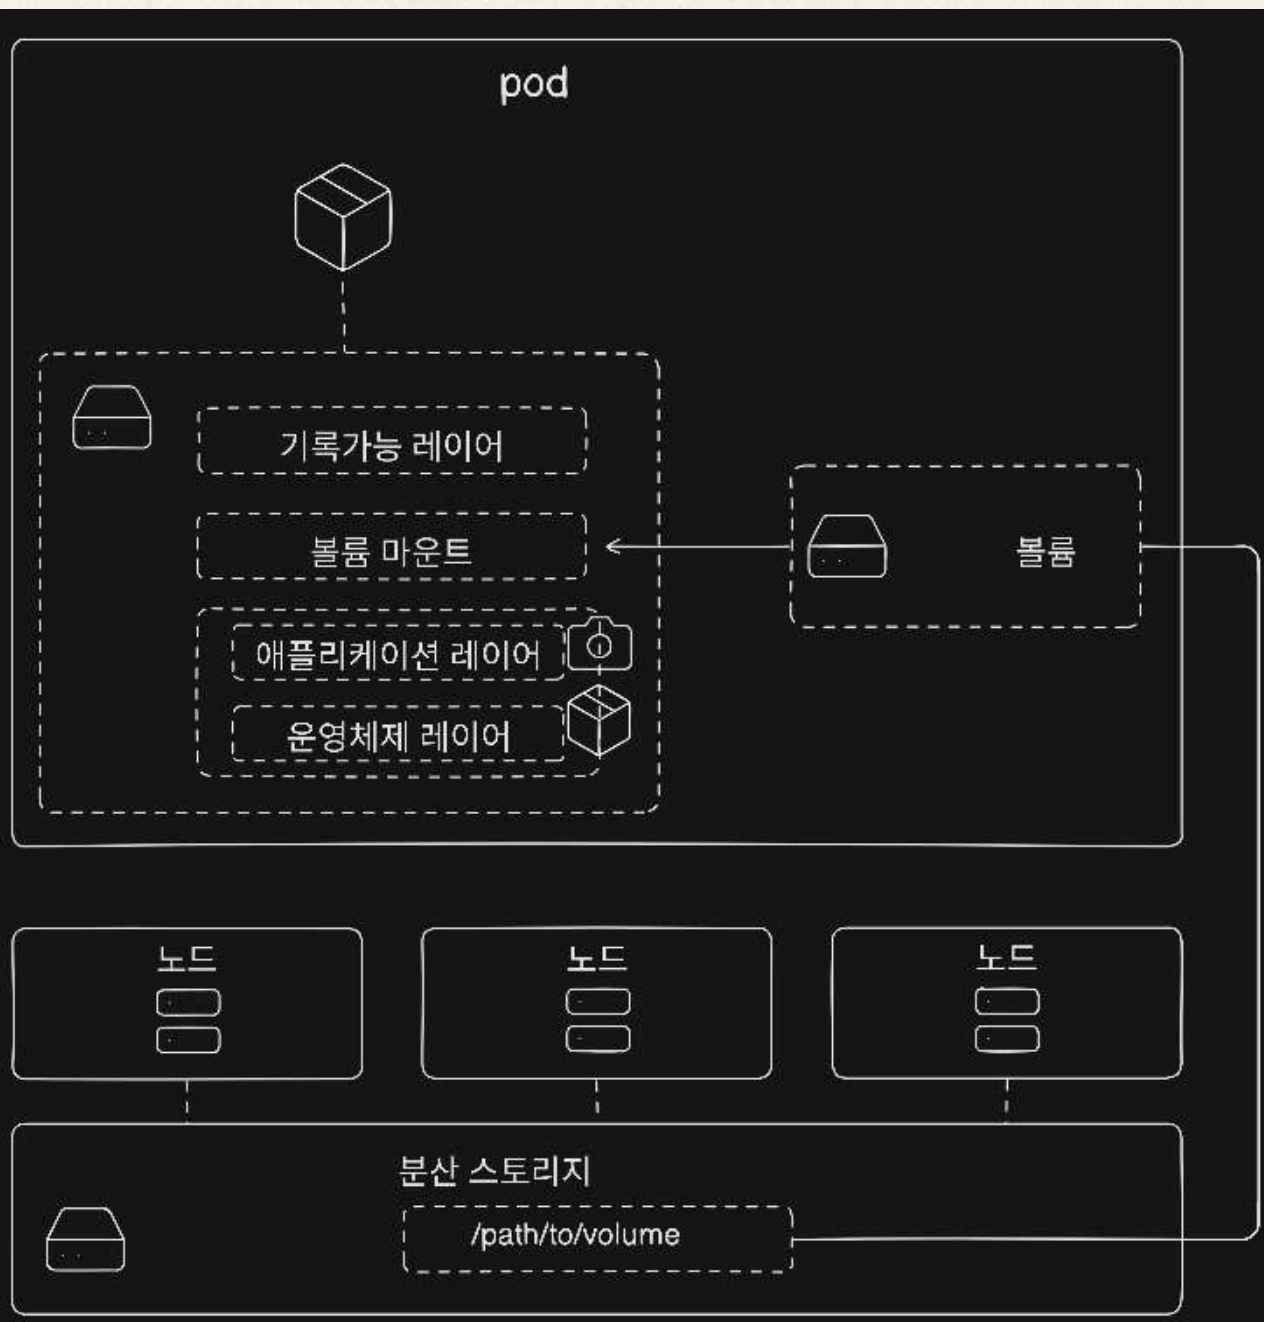 pod
기록가능 레이어
볼륨 마운트
볼륨
애플리케이션 레이어
운영체제 레이어
노드
노드
노드
분산 스토리지
/path/to/volume